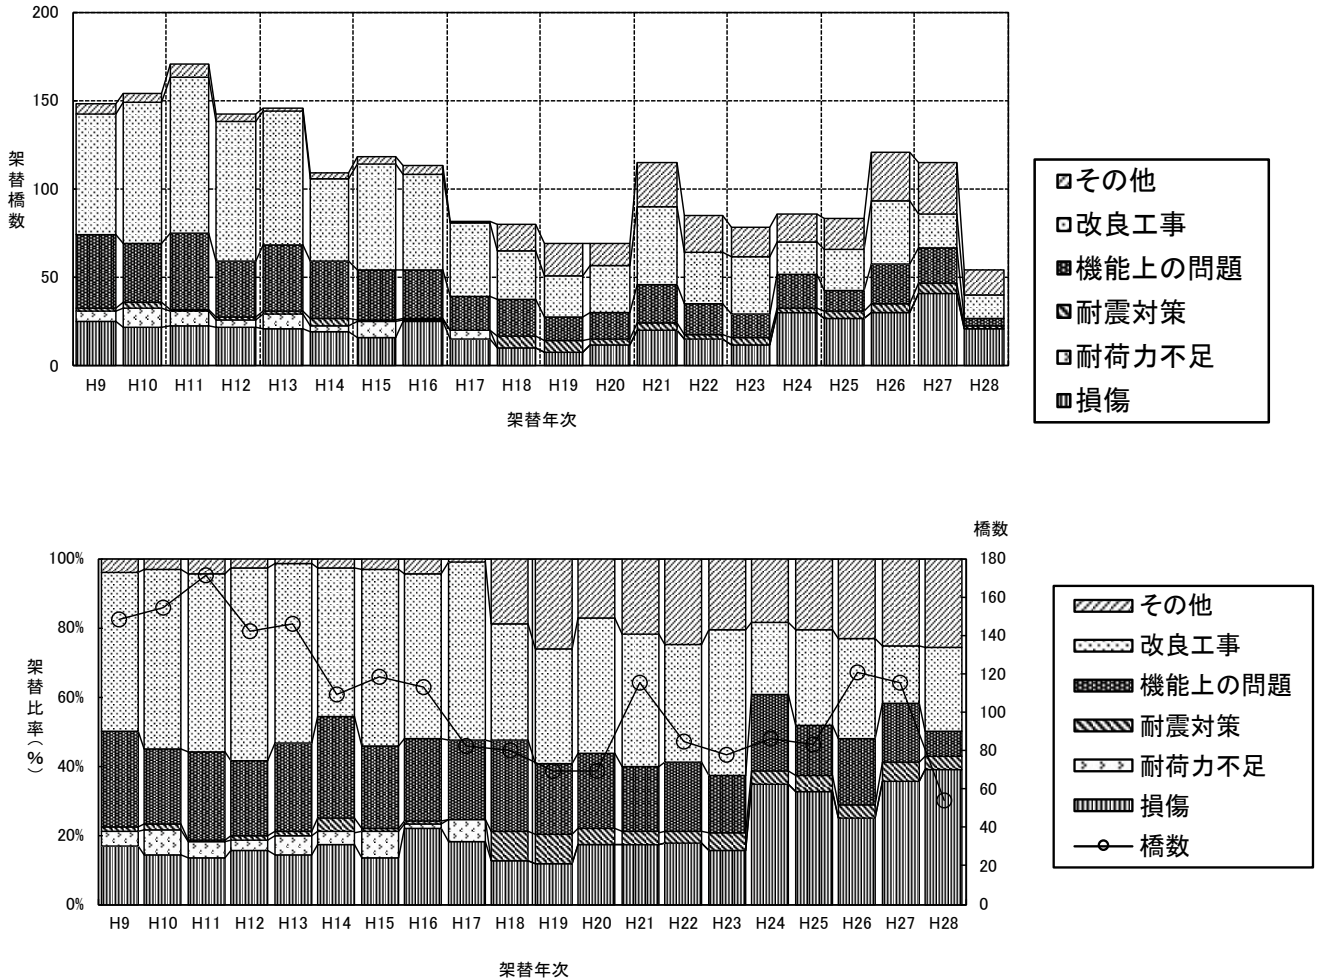 200
150
100
50
0
架替橋数
H9 H10 H11 H12 H13 H14 H15 H16 H17 H18 H19 H20 H21 H22 H23 H24 H25 H26 H27 H28
架替年次
その他
改良工事
機能上の問題
耐震対策
耐荷力不足
損傷
橋数
100%
80%
60%
40%
20%
0%
架替比率(%)
180
160
140
120
100
80
60
40
20
0
H9 H10 H11 H12 H13 H14 H15 H16 H17 H18 H19 H20 H21 H22 H23 H24 H25 H26 H27 H28
架替年次
その他
改良工事
機能上の問題
耐震対策
耐荷力不足
損傷
橋数